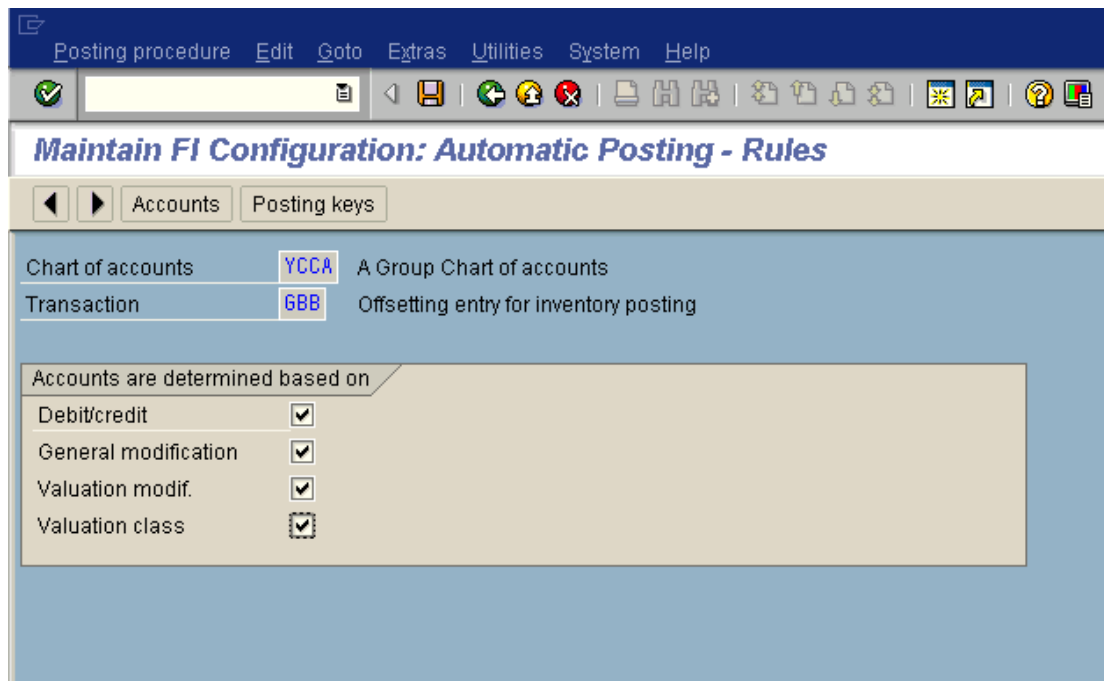 Posting procedure Edit Goto Extras Utilities System Help
Maintain FI Configuration: Automatic Posting - Rules
Accounts Posting keys
Chart of accounts YCCA A Group Chart of accounts
Transaction GBB Offsetting entry for inventory posting
Accounts are determined based on
Debit/credit
General modification
Valuation modif.
Valuation class